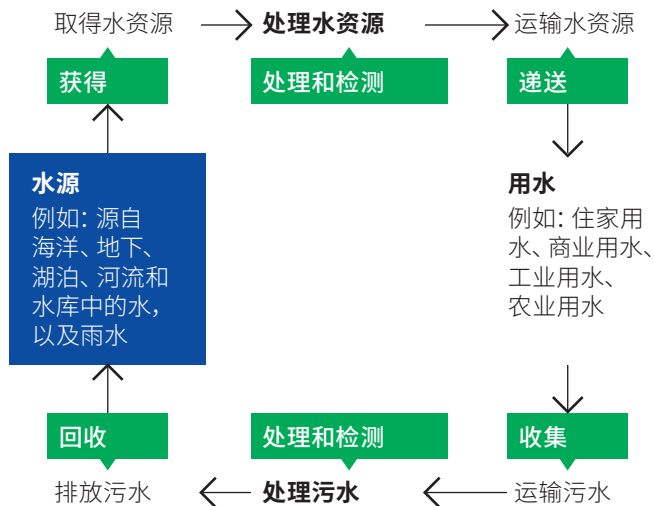 取得水资源
处理水资源
运输水资源
获得
处理和检测
递送
水源
例如：源自
海洋、地下、
湖泊、河流和
水库中的水，
以及雨水
用水
例如：住家用
水、商业用水、
工业用水、
农业用水
回收
处理和检测
收集
排放污水
处理污水
运输污水